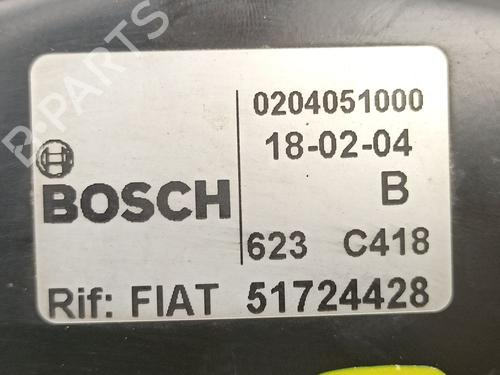 0204051000
18-02-04
B
BOSCH
623 C418
Rif: FIAT 51724428
B-PARTS